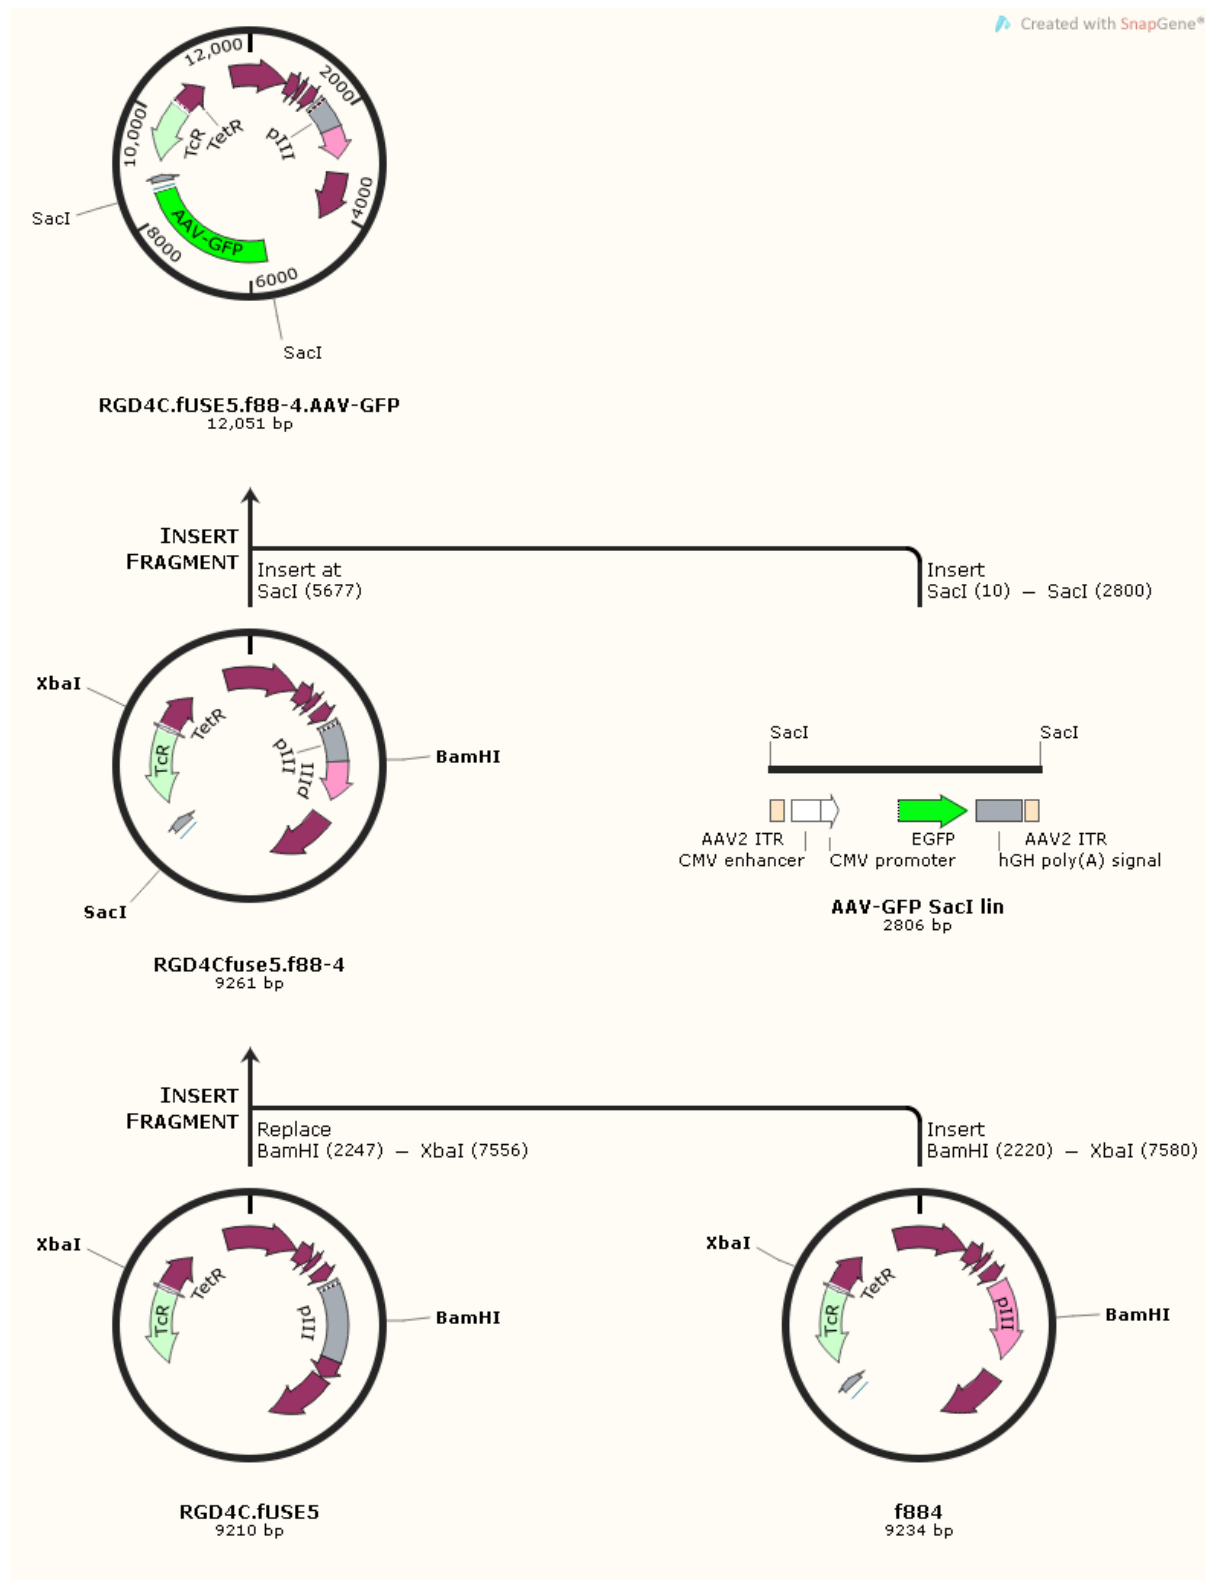 Created with SnapGene®
12,000
2000
4000
6000
8000
10,000
TcR
TetR
pIII
AAV-GFP
SacI
SacI
RGD4C.fUSE5.f88-4.AAV-GFP
12,051 bp
INSERT
FRAGMENT
Insert at
SacI (5677)
Insert
SacI (10) – SacI (2800)
XbaI
TetR
TcR
pIII
pIII
BamHI
SacI
RGD4Cfuse5.f88-4
9261 bp
SacI
SacI
AAV2 ITR
EGFP
AAV2 ITR
CMV enhancer
CMV promoter
hGH poly(A) signal
AAV-GFP SacI lin
2806 bp
INSERT
FRAGMENT
Replace
BamHI (2247) – XbaI (7556)
Insert
BamHI (2220) – XbaI (7580)
XbaI
TetR
TcR
pIII
BamHI
RGD4C.fUSE5
9210 bp
XbaI
TetR
TcR
pIII
BamHI
f884
9234 bp